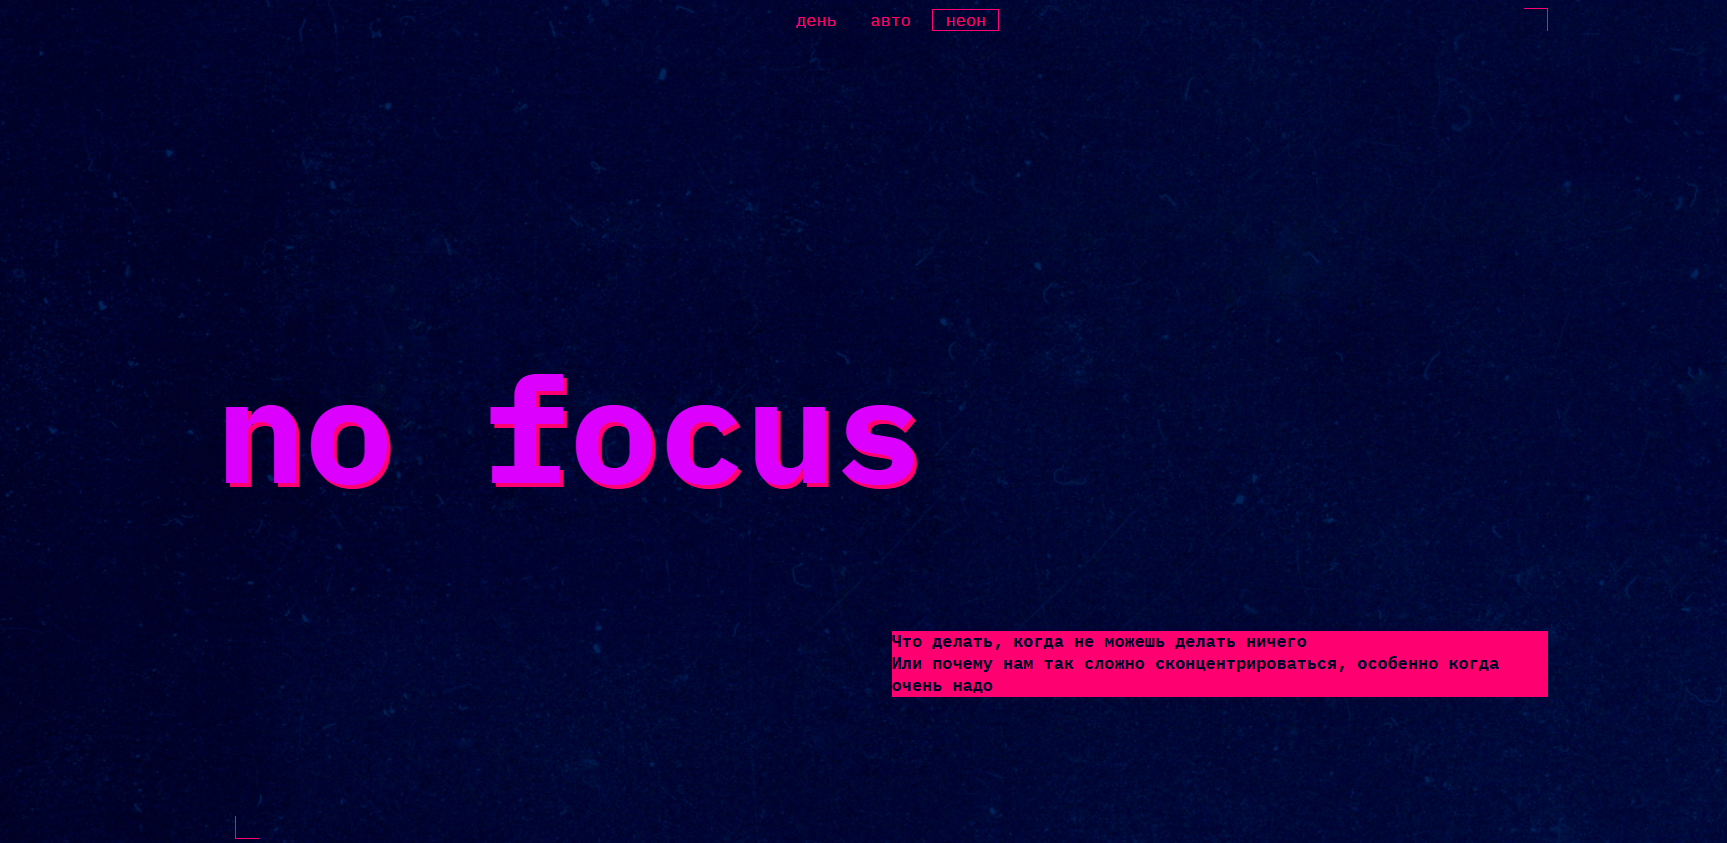 день авто неон
no focus
Что делать, когда не можешь делать ничего
Или почему нам так сложно сконцентрироваться, особенно когда
очень надо